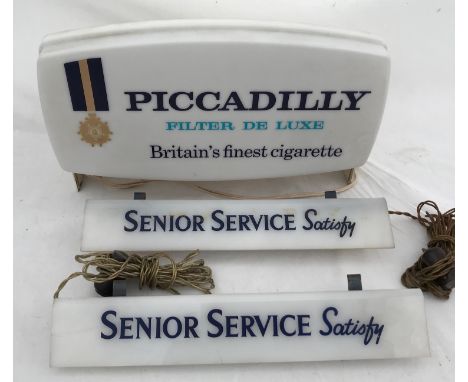 PICCADILLY
FILTER DE LUXE
Britain's finest cigarette
SENIOR SERVICE Satisfy
SENIOR SERVICE Satisfy